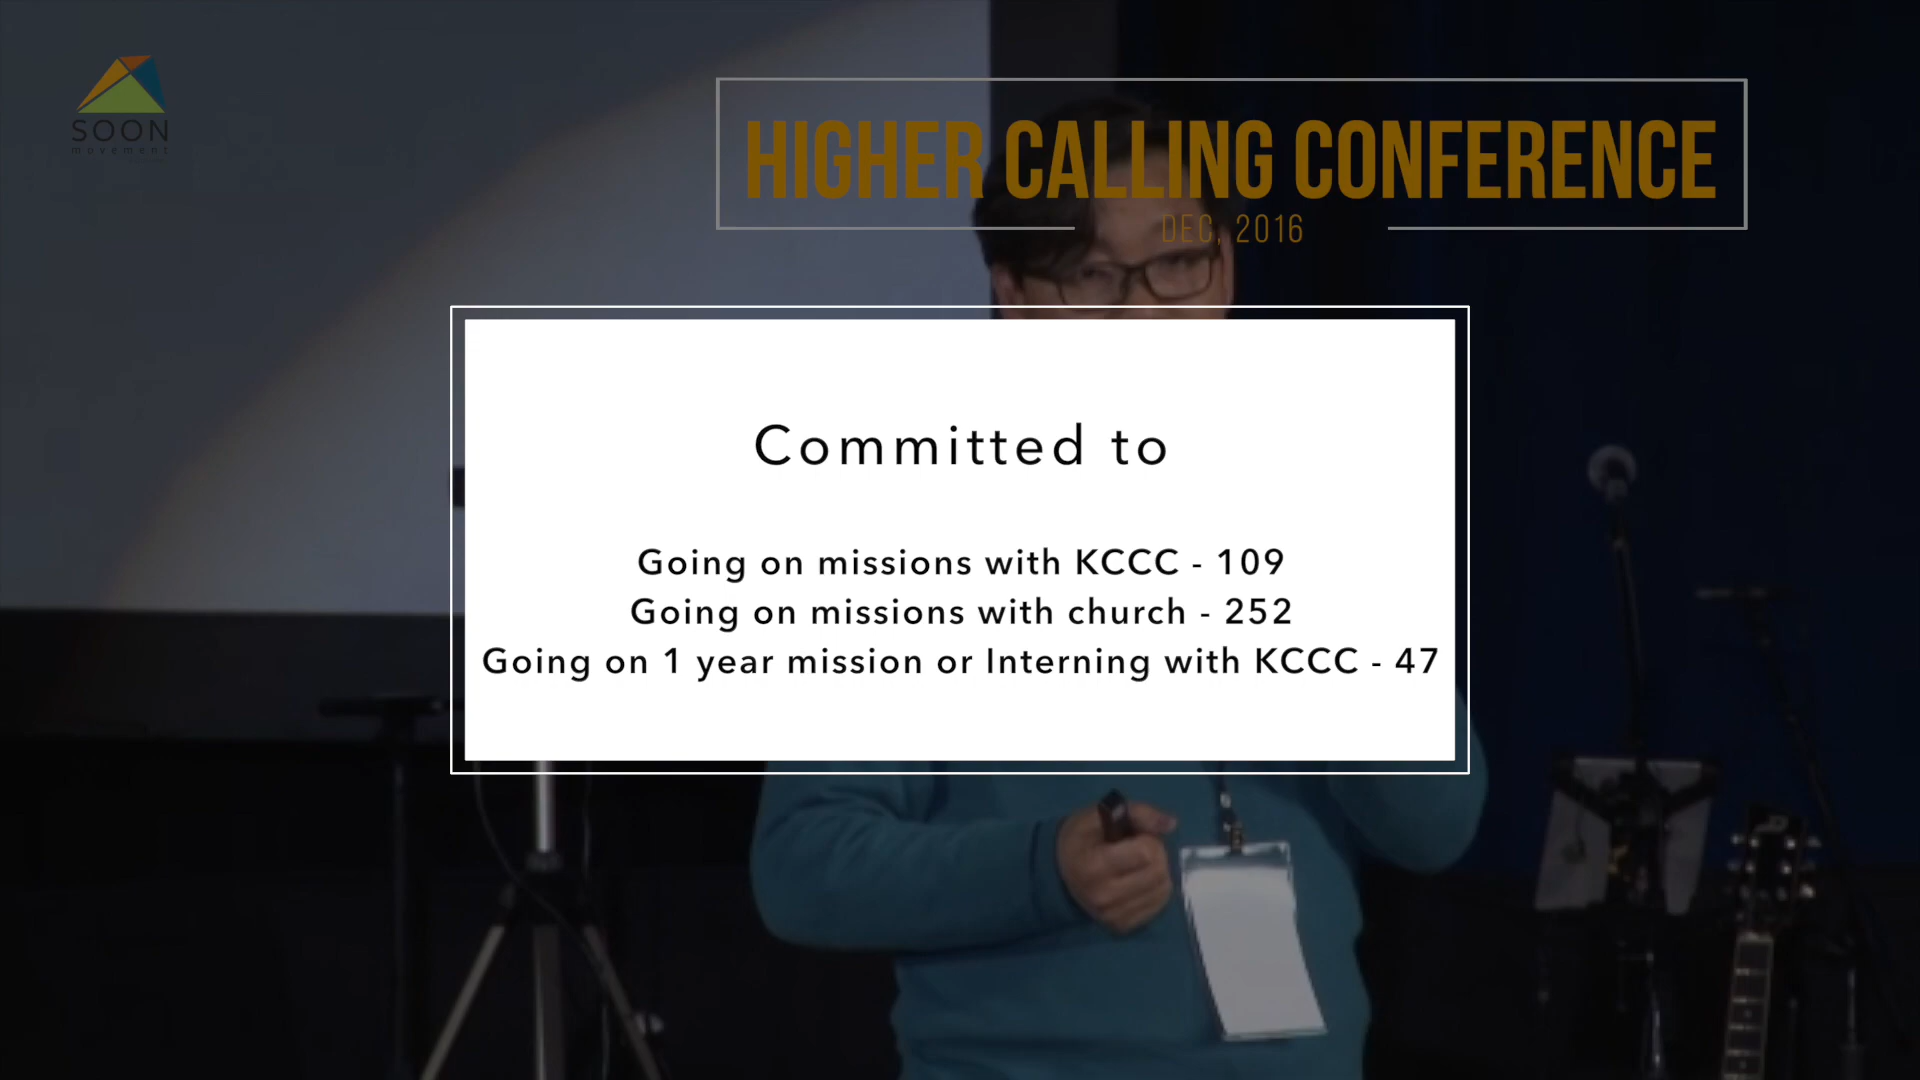 SOON
movement
HIGHER CALLING CONFERENCE
DEC, 2016
Committed to
Going on missions with KCCC - 109
Going on missions with church - 252
Going on 1 year mission or Interning with KCCC - 47